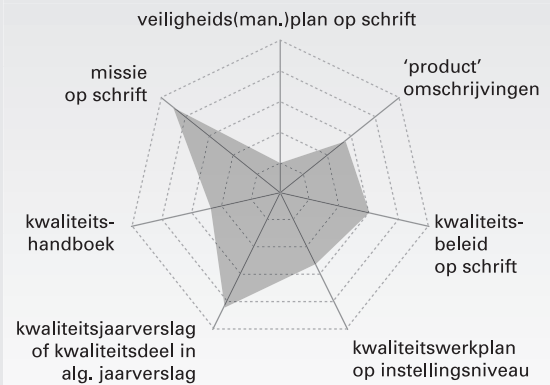 veiligheids(man.)plan op schrift
missie
op schrift
‘product’
omschrijvingen
kwaliteits-
handboek
kwaliteits-
beleid
op schrift
kwaliteitsjaarverslag
of kwaliteitsdeel in
alg. jaarverslag
kwaliteitswerkplan
op instellingsniveau